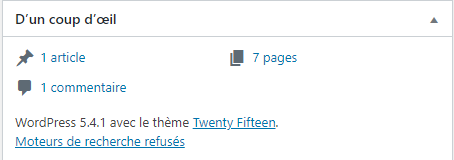 D’un coup d’œil
1 article 7 pages
1 commentaire
WordPress 5.4.1 avec le thème Twenty Fifteen.
Moteurs de recherche refusés